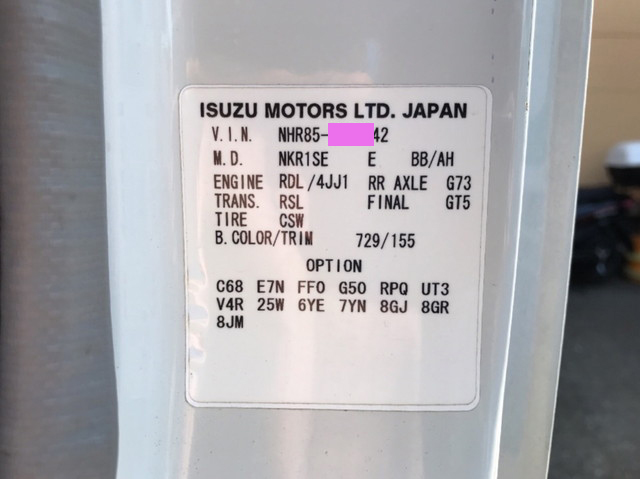 ISUZU MOTORS LTD. JAPAN
V.I.N. NHR85- 42
M.D. NKR1SE E BB/AH
ENGINE RDL/4JJ1 RR AXLE G73
TRANS. RSL FINAL GT5
TIRE CSW
B.COLOR/TRIM 729/155
OPTION
C68 E7N FF0 G50 RPQ UT3
V4R 25W 6YE 7YN 8GJ 8GR
8JM